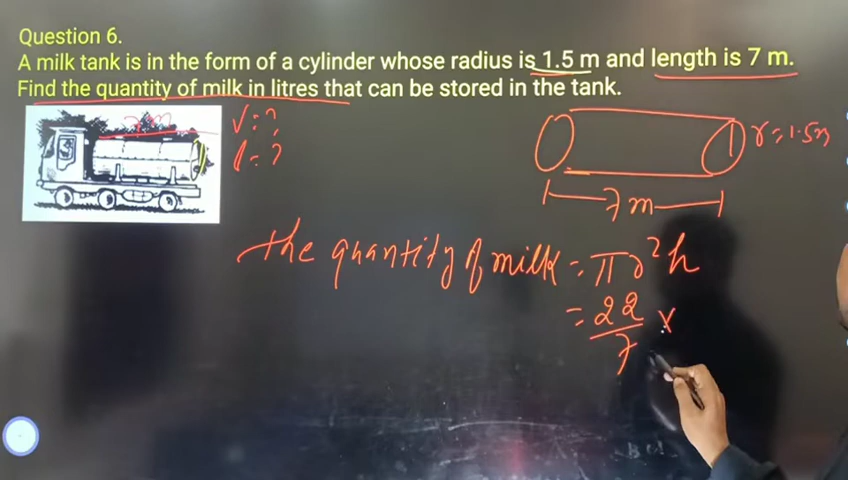 Question 6.
A milk tank is in the form of a cylinder whose radius is 1.5 m and length is 7 m.
Find the quantity of milk in litres that can be stored in the tank.
7m
r = ?
l = ?
r = 1.5m
7 m
the quantity of milk = πr²h
= 22/7 ×